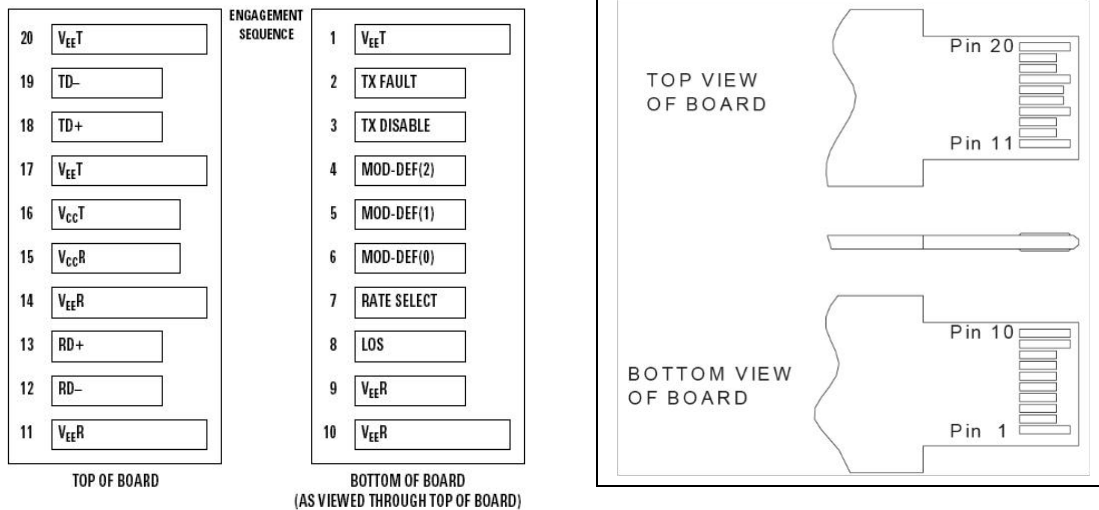 ENGAGEMENT
SEQUENCE
20 VEET
19 TD–
18 TD+
17 VEET
16 VCCT
15 VCCR
14 VEER
13 RD+
12 RD–
11 VEER
TOP OF BOARD
1 VEET
2 TX FAULT
3 TX DISABLE
4 MOD-DEF(2)
5 MOD-DEF(1)
6 MOD-DEF(0)
7 RATE SELECT
8 LOS
9 VEER
10 VEER
BOTTOM OF BOARD
(AS VIEWED THROUGH TOP OF BOARD)
TOP VIEW
OF BOARD
Pin 20
Pin 11
BOTTOM VIEW
OF BOARD
Pin 10
Pin 1